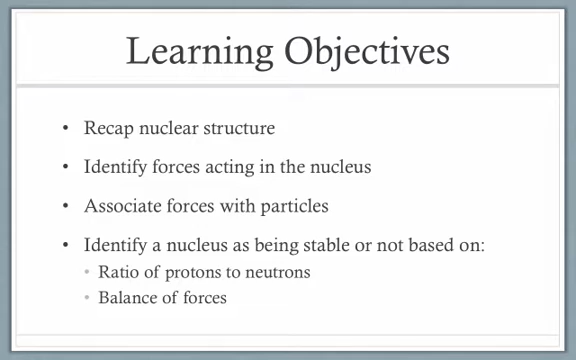 Learning Objectives
• Recap nuclear structure
• Identify forces acting in the nucleus
• Associate forces with particles
• Identify a nucleus as being stable or not based on:
• Ratio of protons to neutrons
• Balance of forces